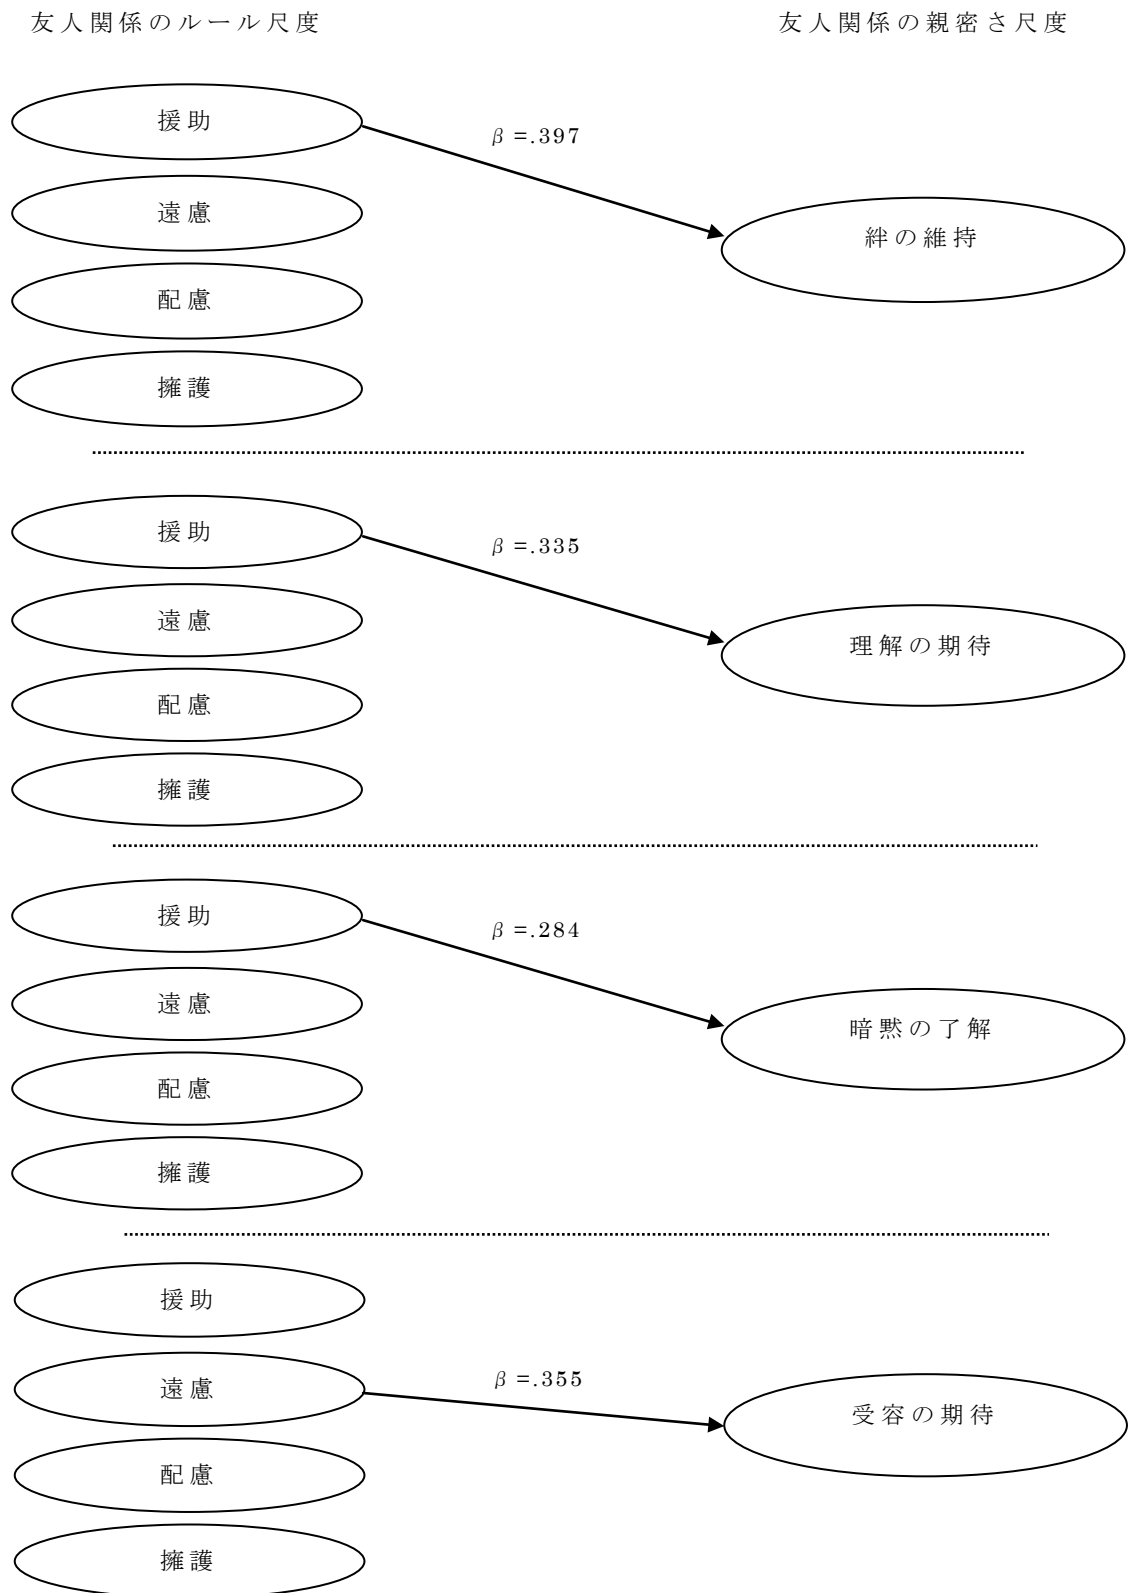 友人関係のルール尺度
友人関係の親密さ尺度
援助
β=.397
遠慮
絆の維持
配慮
擁護
援助
β=.335
遠慮
理解の期待
配慮
擁護
援助
β=.284
遠慮
暗黙の了解
配慮
擁護
援助
β=.355
遠慮
受容の期待
配慮
擁護